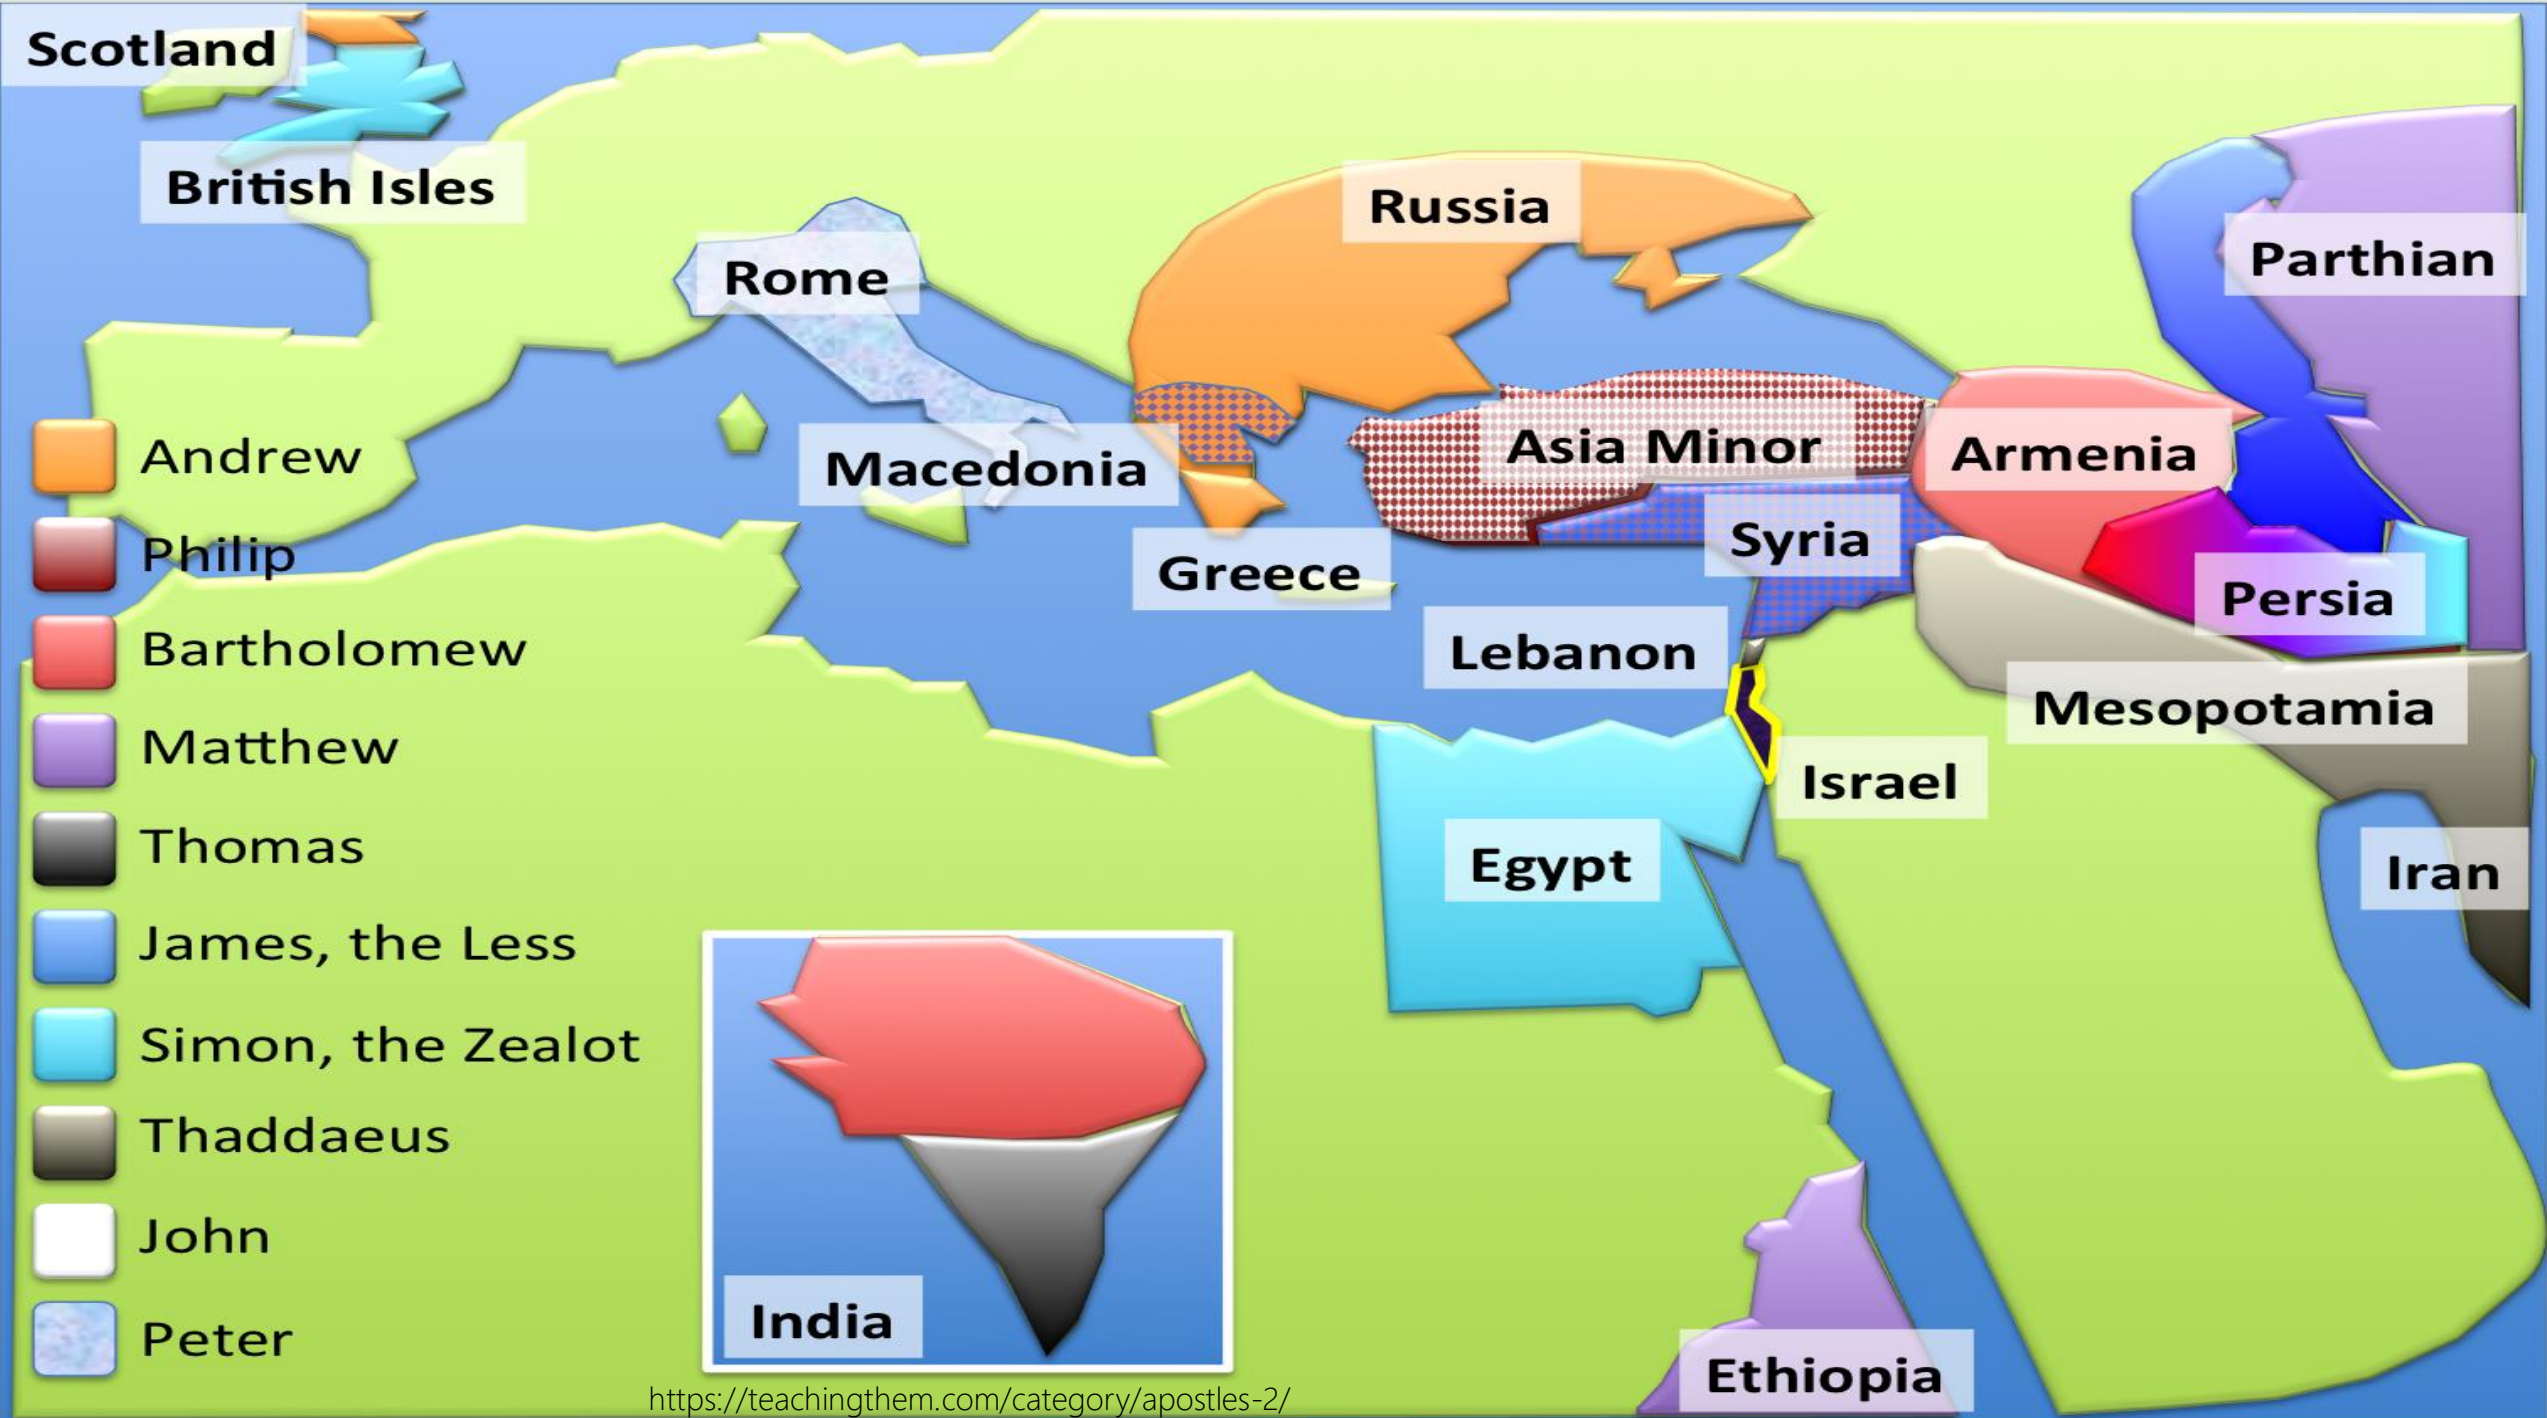 Scotland
British Isles
Russia
Parthian
Rome
Asia Minor
Armenia
Macedonia
Syria
Greece
Persia
Lebanon
Mesopotamia
Israel
Egypt
Iran
India
Ethiopia
Andrew
Philip
Bartholomew
Matthew
Thomas
James, the Less
Simon, the Zealot
Thaddaeus
John
Peter
https://teachingthem.com/category/apostles-2/